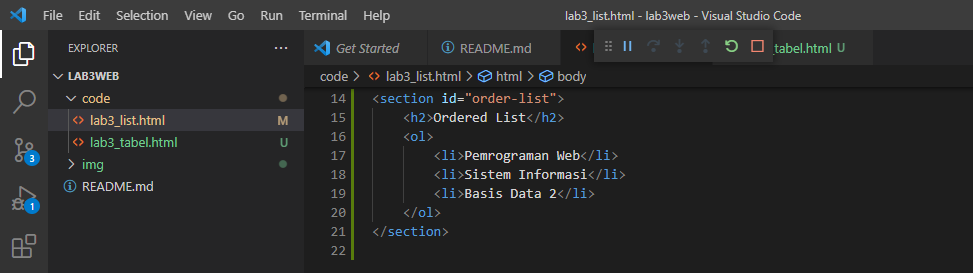 File Edit Selection View Go Run Terminal Help lab3_list.html - lab3web - Visual Studio Code
EXPLORER
LAB3WEB
code
lab3_list.html M
lab3_tabel.html U
img
README.md
3
1
Get Started README.md _tabel.html U
code > lab3_list.html > html > body
14 <section id="order-list">
15 <h2>Ordered List</h2>
16 <ol>
17 <li>Pemrograman Web</li>
18 <li>Sistem Informasi</li>
19 <li>Basis Data 2</li>
20 </ol>
21 </section>
22